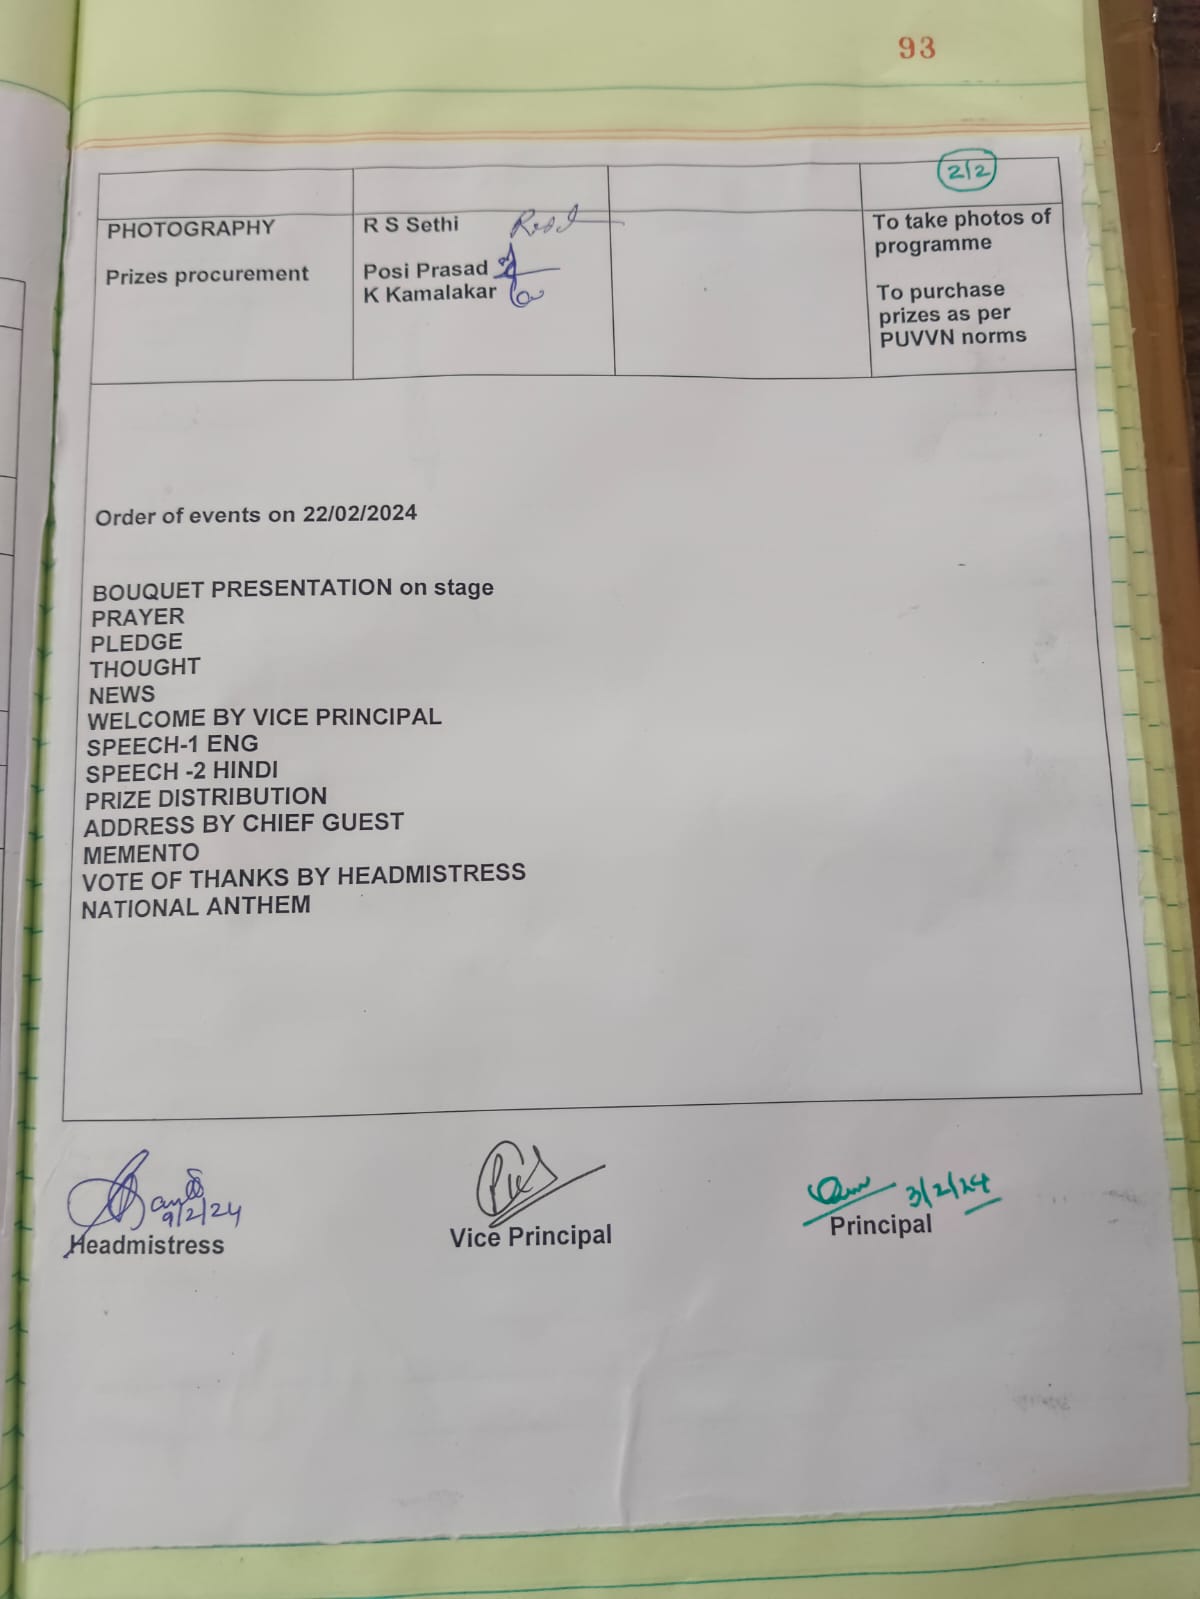 93
2/2
PHOTOGRAPHY
R S Sethi
To take photos of
programme
Prizes procurement
Posi Prasad
K Kamalakar
To purchase
prizes as per
PUVVN norms
Order of events on 22/02/2024
BOUQUET PRESENTATION on stage
PRAYER
PLEDGE
THOUGHT
NEWS
WELCOME BY VICE PRINCIPAL
SPEECH-1 ENG
SPEECH -2 HINDI
PRIZE DISTRIBUTION
ADDRESS BY CHIEF GUEST
MEMENTO
VOTE OF THANKS BY HEADMISTRESS
NATIONAL ANTHEM
9/2/24
Headmistress
Vice Principal
3/2/24
Principal